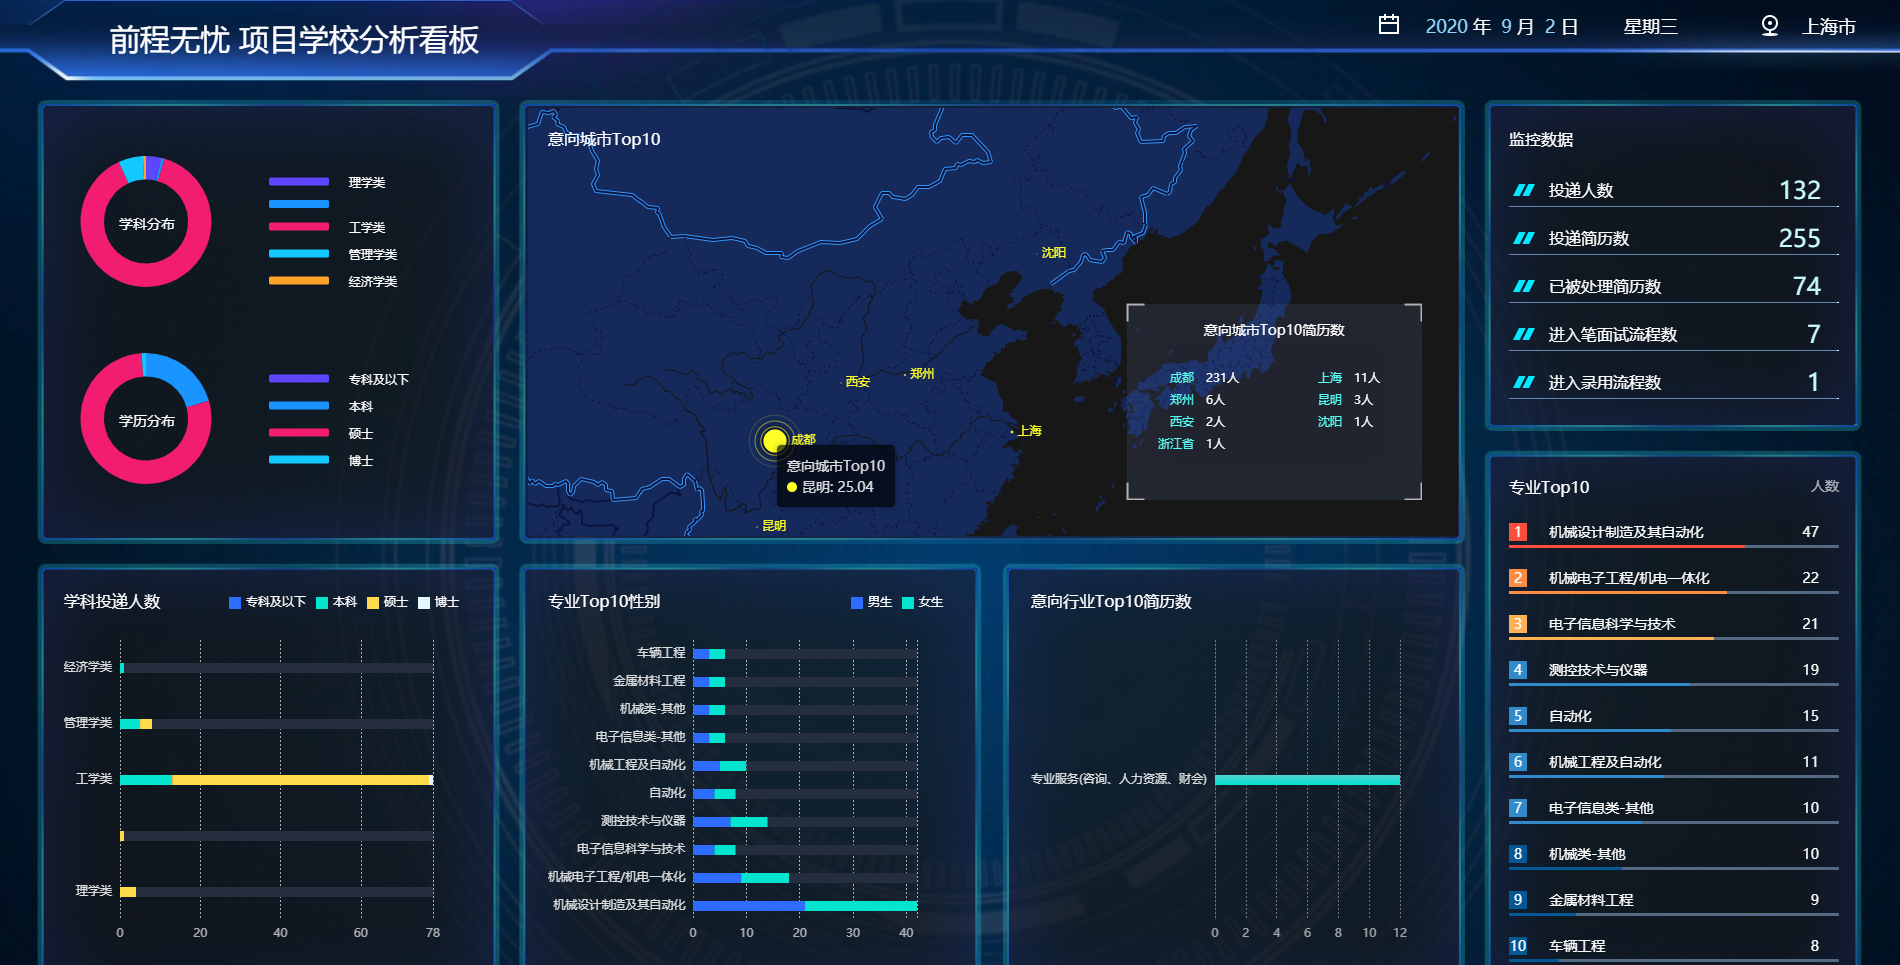 前程无忧 项目学校分析看板
2020 年 9 月 2 日 星期三 上海市
学科分布
理学类
工学类
管理学类
经济学类
学历分布
专科及以下
本科
硕士
博士
意向城市Top10
沈阳
郑州
西安
成都
上海
昆明
意向城市Top10
昆明: 25.04
意向城市Top10简历数
成都 231人 上海 11人
郑州 6人 昆明 3人
西安 2人 沈阳 1人
浙江省 1人
监控数据
投递人数 132
投递简历数 255
已被处理简历数 74
进入笔面试流程数 7
进入录用流程数 1
专业Top10 人数
1 机械设计制造及其自动化 47
2 机械电子工程/机电一体化 22
3 电子信息科学与技术 21
4 测控技术与仪器 19
5 自动化 15
6 机械工程及自动化 11
7 电子信息类-其他 10
8 机械类-其他 10
9 金属材料工程 9
10 车辆工程 8
学科投递人数 专科及以下 本科 硕士 博士
经济学类
管理学类
工学类
理学类
0 20 40 60 78
专业Top10性别 男生 女生
车辆工程
金属材料工程
机械类-其他
电子信息类-其他
机械工程及自动化
自动化
测控技术与仪器
电子信息科学与技术
机械电子工程/机电一体化
机械设计制造及其自动化
0 10 20 30 40
意向行业Top10简历数
专业服务(咨询、人力资源、财会)
0 2 4 6 8 10 12